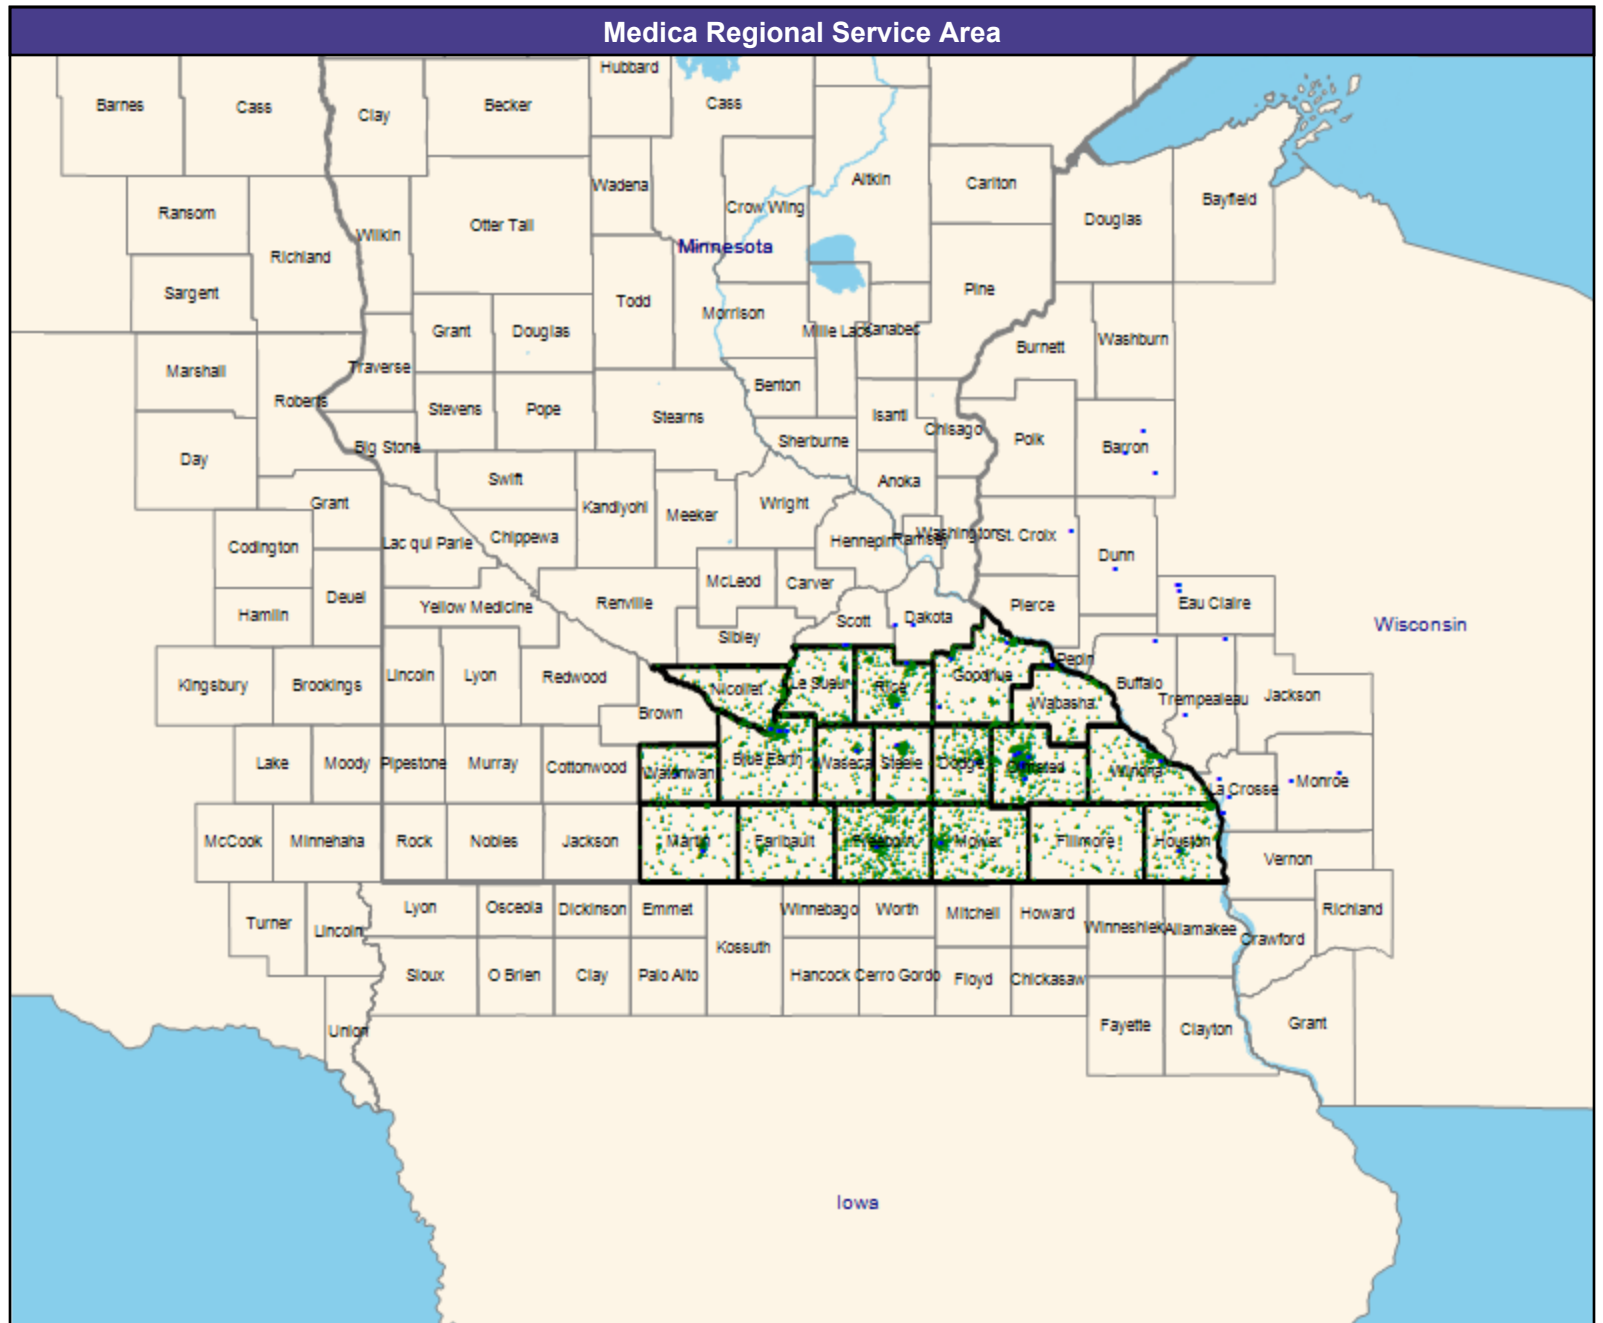 Medica Regional Service Area
Hubbard
Barnes
Cass
Clay
Becker
Cass
Wadena
Aitkin
Carlton
Crow Wing
Ransom
Otter Tail
Wilkin
Douglas
Bayfield
Minnesota
Richland
Sargent
Pine
Todd
Morrison
Grant
Douglas
Mille Lacs
Kanabec
Burnett
Washburn
Marshall
Traverse
Benton
Roberts
Stevens
Pope
Stearns
Isanti
Chisago
Sherburne
Polk
Barron
Big Stone
Day
Swift
Anoka
Grant
Kandiyohi
Meeker
Wright
Codington
Lac qui Parle
Chippewa
Hennepin
Ramsey
Washington
St. Croix
Dunn
McLeod
Carver
Deuel
Hamlin
Yellow Medicine
Renville
Pierce
Eau Claire
Scott
Dakota
Sibley
Wisconsin
Pepin
Lincoln
Lyon
Redwood
Kingsbury
Brookings
Nicollet
Le Sueur
Rice
Goodhue
Buffalo
Trempealeau
Jackson
Wabasha
Brown
Lake
Moody
Pipestone
Murray
Cottonwood
Watonwan
Blue Earth
Waseca
Steele
Dodge
Olmsted
Winona
La Crosse
Monroe
McCook
Minnehaha
Rock
Nobles
Jackson
Martin
Faribault
Freeborn
Mower
Fillmore
Houston
Vernon
Turner
Lincoln
Lyon
Osceola
Dickinson
Emmet
Winnebago
Worth
Mitchell
Howard
Winneshiek
Allamakee
Crawford
Richland
Kossuth
Sioux
O Brien
Clay
Palo Alto
Hancock
Cerro Gordo
Floyd
Chickasaw
Union
Fayette
Clayton
Grant
Iowa